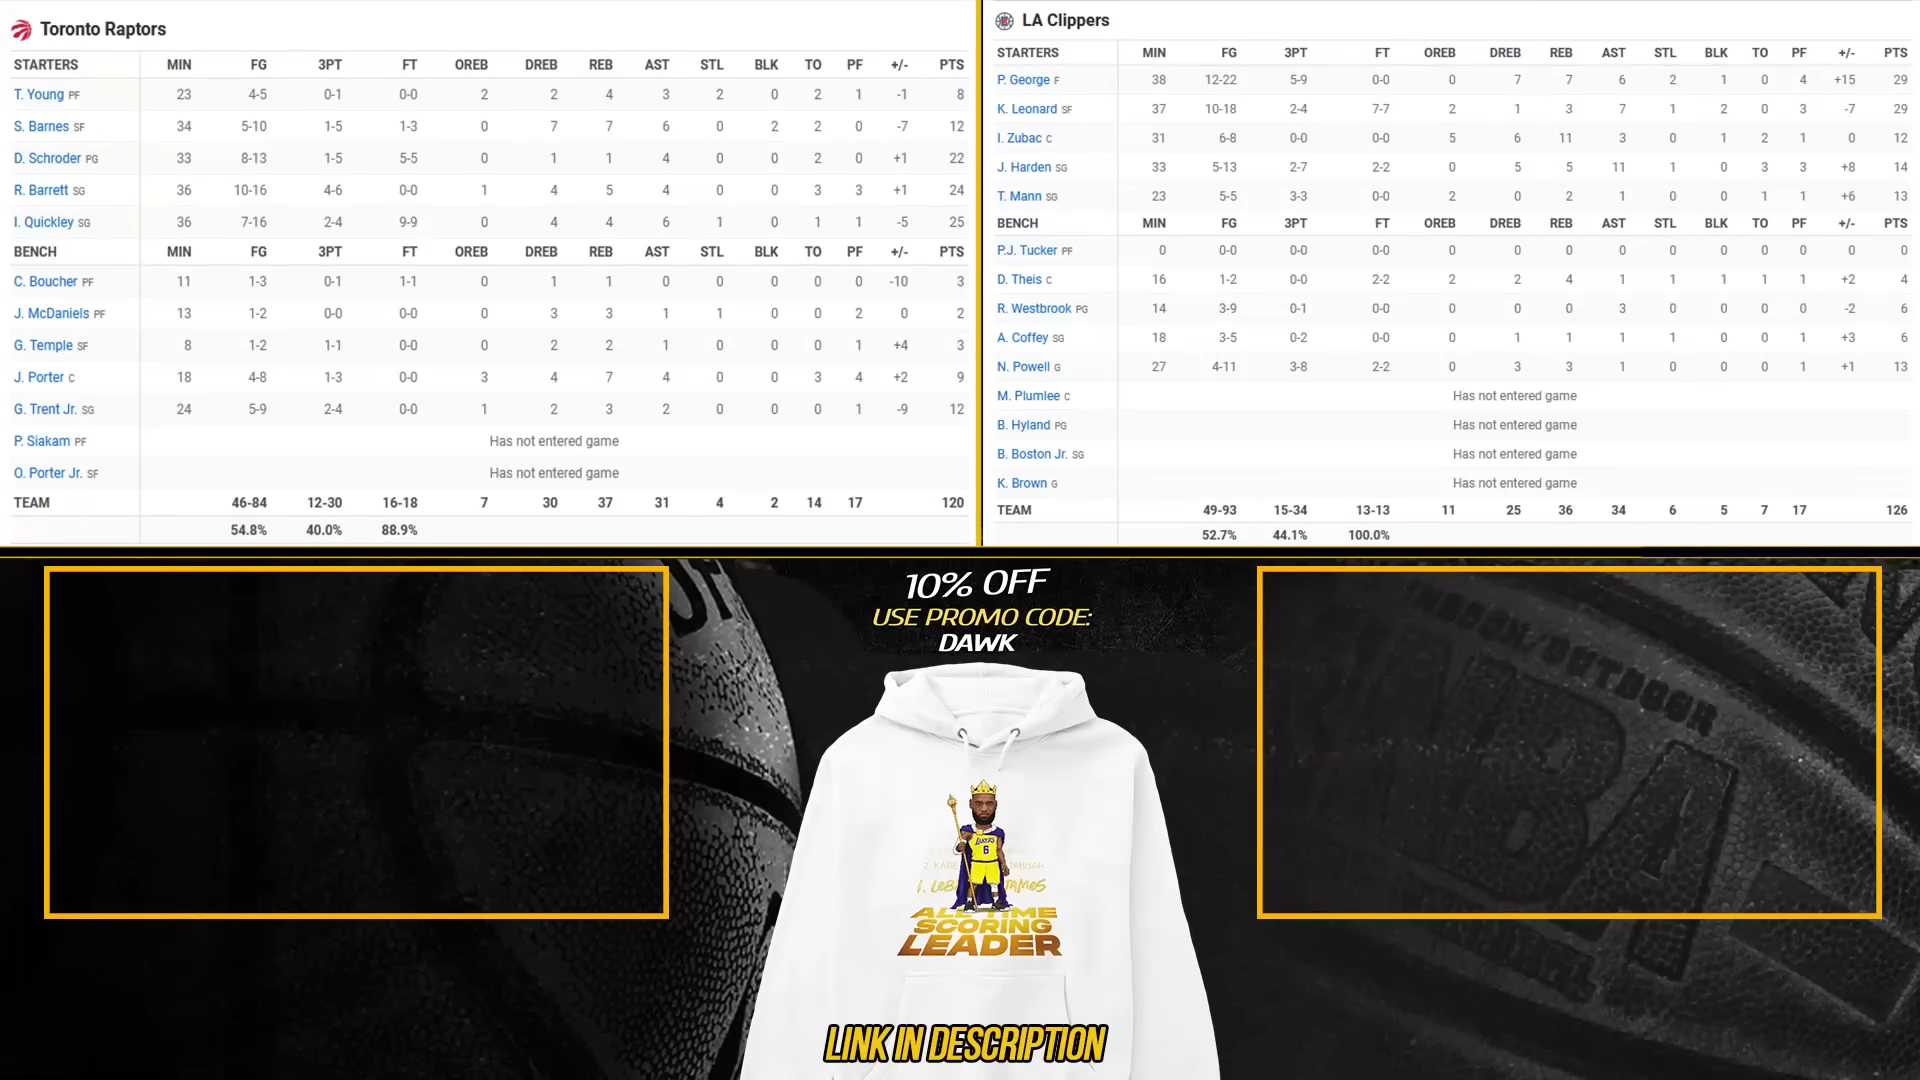 Toronto Raptors
STARTERS MIN FG 3PT FT OREB DREB REB AST STL BLK TO PF +/- PTS
T. Young PF 23 4-5 0-1 0-0 2 2 4 3 2 0 2 1 -1 8
S. Barnes SF 34 5-10 1-5 1-3 0 7 7 6 0 2 2 0 -7 12
D. Schroder PG 33 8-13 1-5 5-5 0 1 1 4 0 0 2 0 +1 22
R. Barrett SG 36 10-16 4-6 0-0 1 4 5 4 0 0 3 3 +1 24
I. Quickley SG 36 7-16 2-4 9-9 0 4 4 6 1 0 1 1 -5 25
BENCH MIN FG 3PT FT OREB DREB REB AST STL BLK TO PF +/- PTS
C. Boucher PF 11 1-3 0-1 1-1 0 1 1 0 0 0 0 0 -10 3
J. McDaniels PF 13 1-2 0-0 0-0 0 3 3 1 1 0 0 2 0 2
G. Temple SF 8 1-2 1-1 0-0 0 2 2 1 0 0 0 1 +4 3
J. Porter C 18 4-8 1-3 0-0 3 4 7 4 0 0 3 4 +2 9
G. Trent Jr. SG 24 5-9 2-4 0-0 1 2 3 2 0 0 0 1 -9 12
P. Siakam PF Has not entered game
O. Porter Jr. SF Has not entered game
TEAM 46-84 12-30 16-18 7 30 37 31 4 2 14 17 120
54.8% 40.0% 88.9%
LA Clippers
STARTERS MIN FG 3PT FT OREB DREB REB AST STL BLK TO PF +/- PTS
P. George F 38 12-22 5-9 0-0 0 7 7 6 2 1 0 4 +15 29
K. Leonard SF 37 10-18 2-4 7-7 2 1 3 7 1 2 0 3 -7 29
I. Zubac C 31 6-8 0-0 0-0 5 6 11 3 0 1 2 1 0 12
J. Harden SG 33 5-13 2-7 2-2 0 5 5 11 1 0 3 3 +8 14
T. Mann SG 23 5-5 3-3 0-0 2 0 2 1 0 0 1 1 +6 13
BENCH MIN FG 3PT FT OREB DREB REB AST STL BLK TO PF +/- PTS
P.J. Tucker PF 0 0-0 0-0 0-0 0 0 0 0 0 0 0 0 0 0
D. Theis C 16 1-2 0-0 2-2 2 2 4 1 1 1 1 1 +2 4
R. Westbrook PG 14 3-9 0-1 0-0 0 0 0 3 0 0 0 0 -2 6
A. Coffey SG 18 3-5 0-2 0-0 0 1 1 1 1 0 0 1 +3 6
N. Powell G 27 4-11 3-8 2-2 0 3 3 1 0 0 0 1 +1 13
M. Plumlee C Has not entered game
B. Hyland PG Has not entered game
B. Boston Jr. SG Has not entered game
K. Brown G Has not entered game
TEAM 49-93 15-34 13-13 11 25 36 34 6 5 7 17 126
52.7% 44.1% 100.0%
10% OFF
USE PROMO CODE:
DAWK
LAKERS
6
ALL TIME
SCORING
LEADER
LINK IN DESCRIPTION